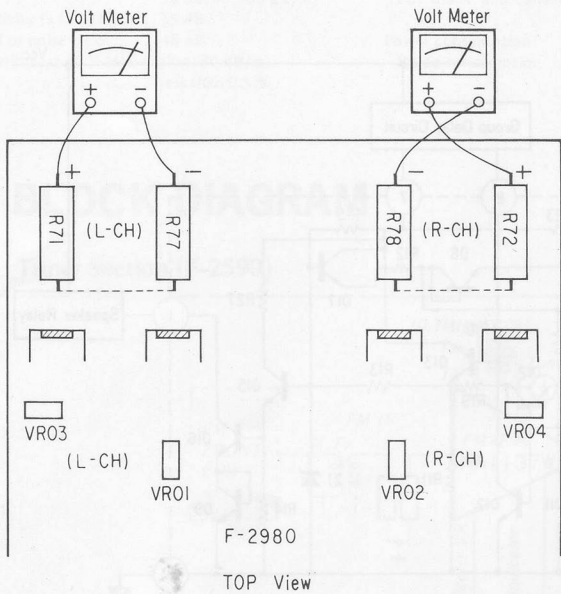 Volt Meter
Volt Meter
+ −
+ −
+ −
+
R71
(L-CH)
R77
R78
(R-CH)
R72
VR03
VR04
(L-CH)
(R-CH)
VR01
VR02
F-2980
TOP View
BLOCK DIAGRAM